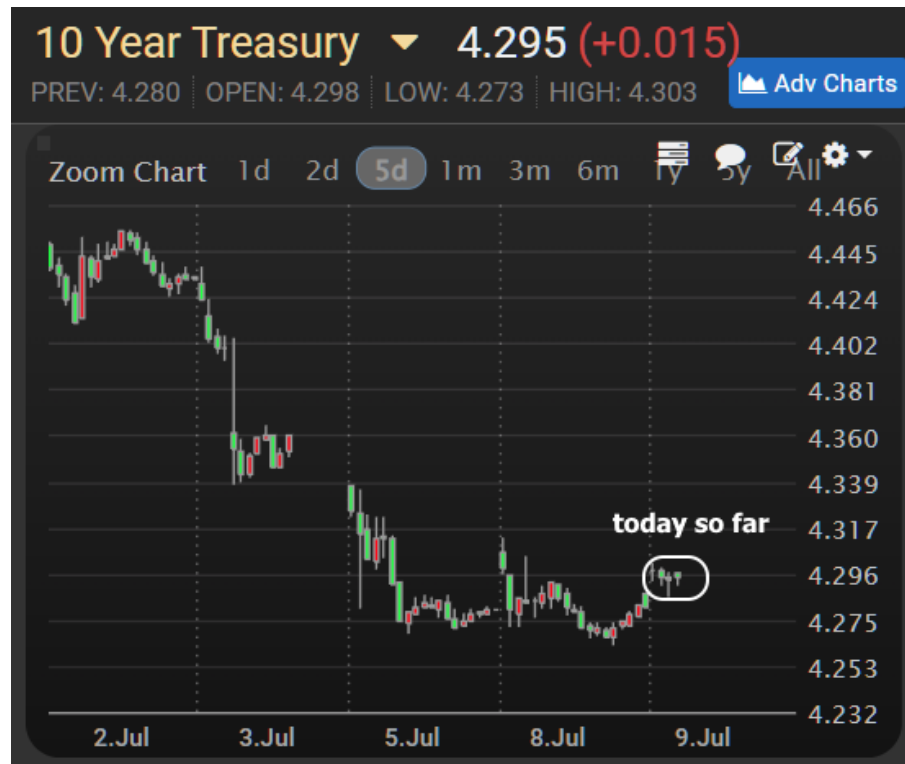 10 Year Treasury 4.295 (+0.015)
PREV: 4.280 OPEN: 4.298 LOW: 4.273 HIGH: 4.303
Adv Charts
Zoom Chart 1d 2d 5d 1m 3m 6m 1y 5y All
4.466
4.445
4.424
4.402
4.381
4.360
4.339
today so far
4.317
4.296
4.275
4.253
4.232
2.Jul 3.Jul 5.Jul 8.Jul 9.Jul